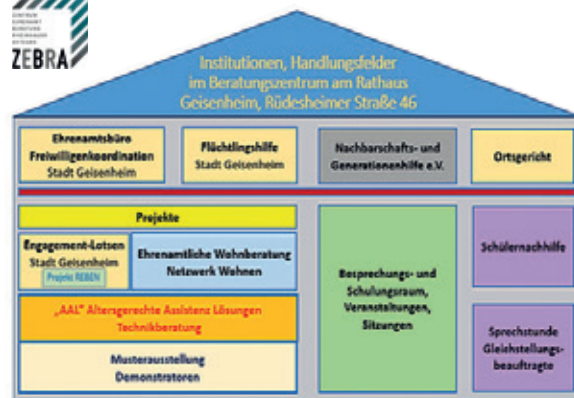 ZEBRA
Institutionen, Handlungsfelder
im Beratungszentrum am Rathaus
Geisenheim, Rüdesheimer Straße 46
Ehrenamtsbüro
Freiwilligenkoordination
Stadt Geisenheim
Flüchtlingshilfe
Stadt Geisenheim
Nachbarschafts- und
Generationenhilfe e.V.
Ortsgericht
Projekte
Engagement-Lotsen
Stadt Geisenheim
Projekt REBEN
Ehrenamtliche Wohnberatung
Netzwerk Wohnen
Besprechungs- und
Schulungsraum,
Veranstaltungen,
Sitzungen
Schülernachhilfe
„AAL" Altersgerechte Assistenz Lösungen
Technikberatung
Musterausstellung
Demonstratoren
Sprechstunde
Gleichstellungs-
beauftragte